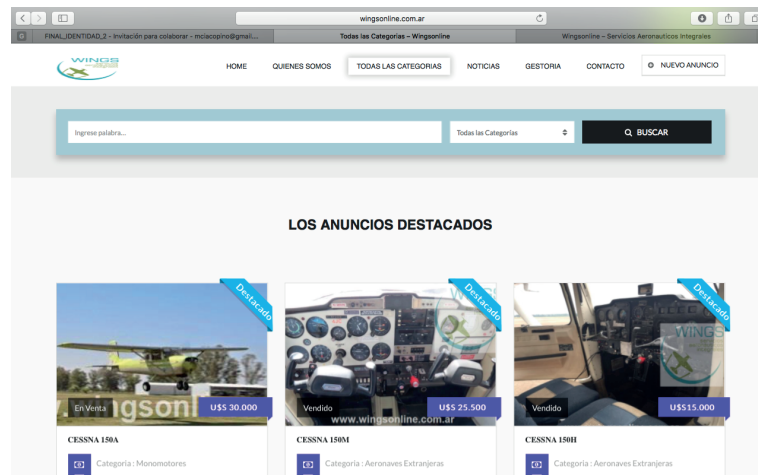 wingsonline.com.ar
G
FINAL_IDENTIDAD_2 - Invitación para colaborar - mciacopino@gmail....
Todas las Categorias – Wingsonline
Wingsonline – Servicios Aeronauticos Integrales
WINGS
HOME
QUIENES SOMOS
TODAS LAS CATEGORIAS
NOTICIAS
GESTORIA
CONTACTO
NUEVO ANUNCIO
Ingrese palabra...
Todas las Categorías
BUSCAR
LOS ANUNCIOS DESTACADOS
Destacado
Destacado
Destacado
WINGS
En Venta
U$S 30.000
Vendido
U$S 25.500
Vendido
U$S15.000
www.wingsonline.com.ar
CESSNA 150A
CESSNA 150M
CESSNA 150H
Categoria : Monomotores
Categoria : Aeronaves Extranjeras
Categoria : Aeronaves Extranjeras